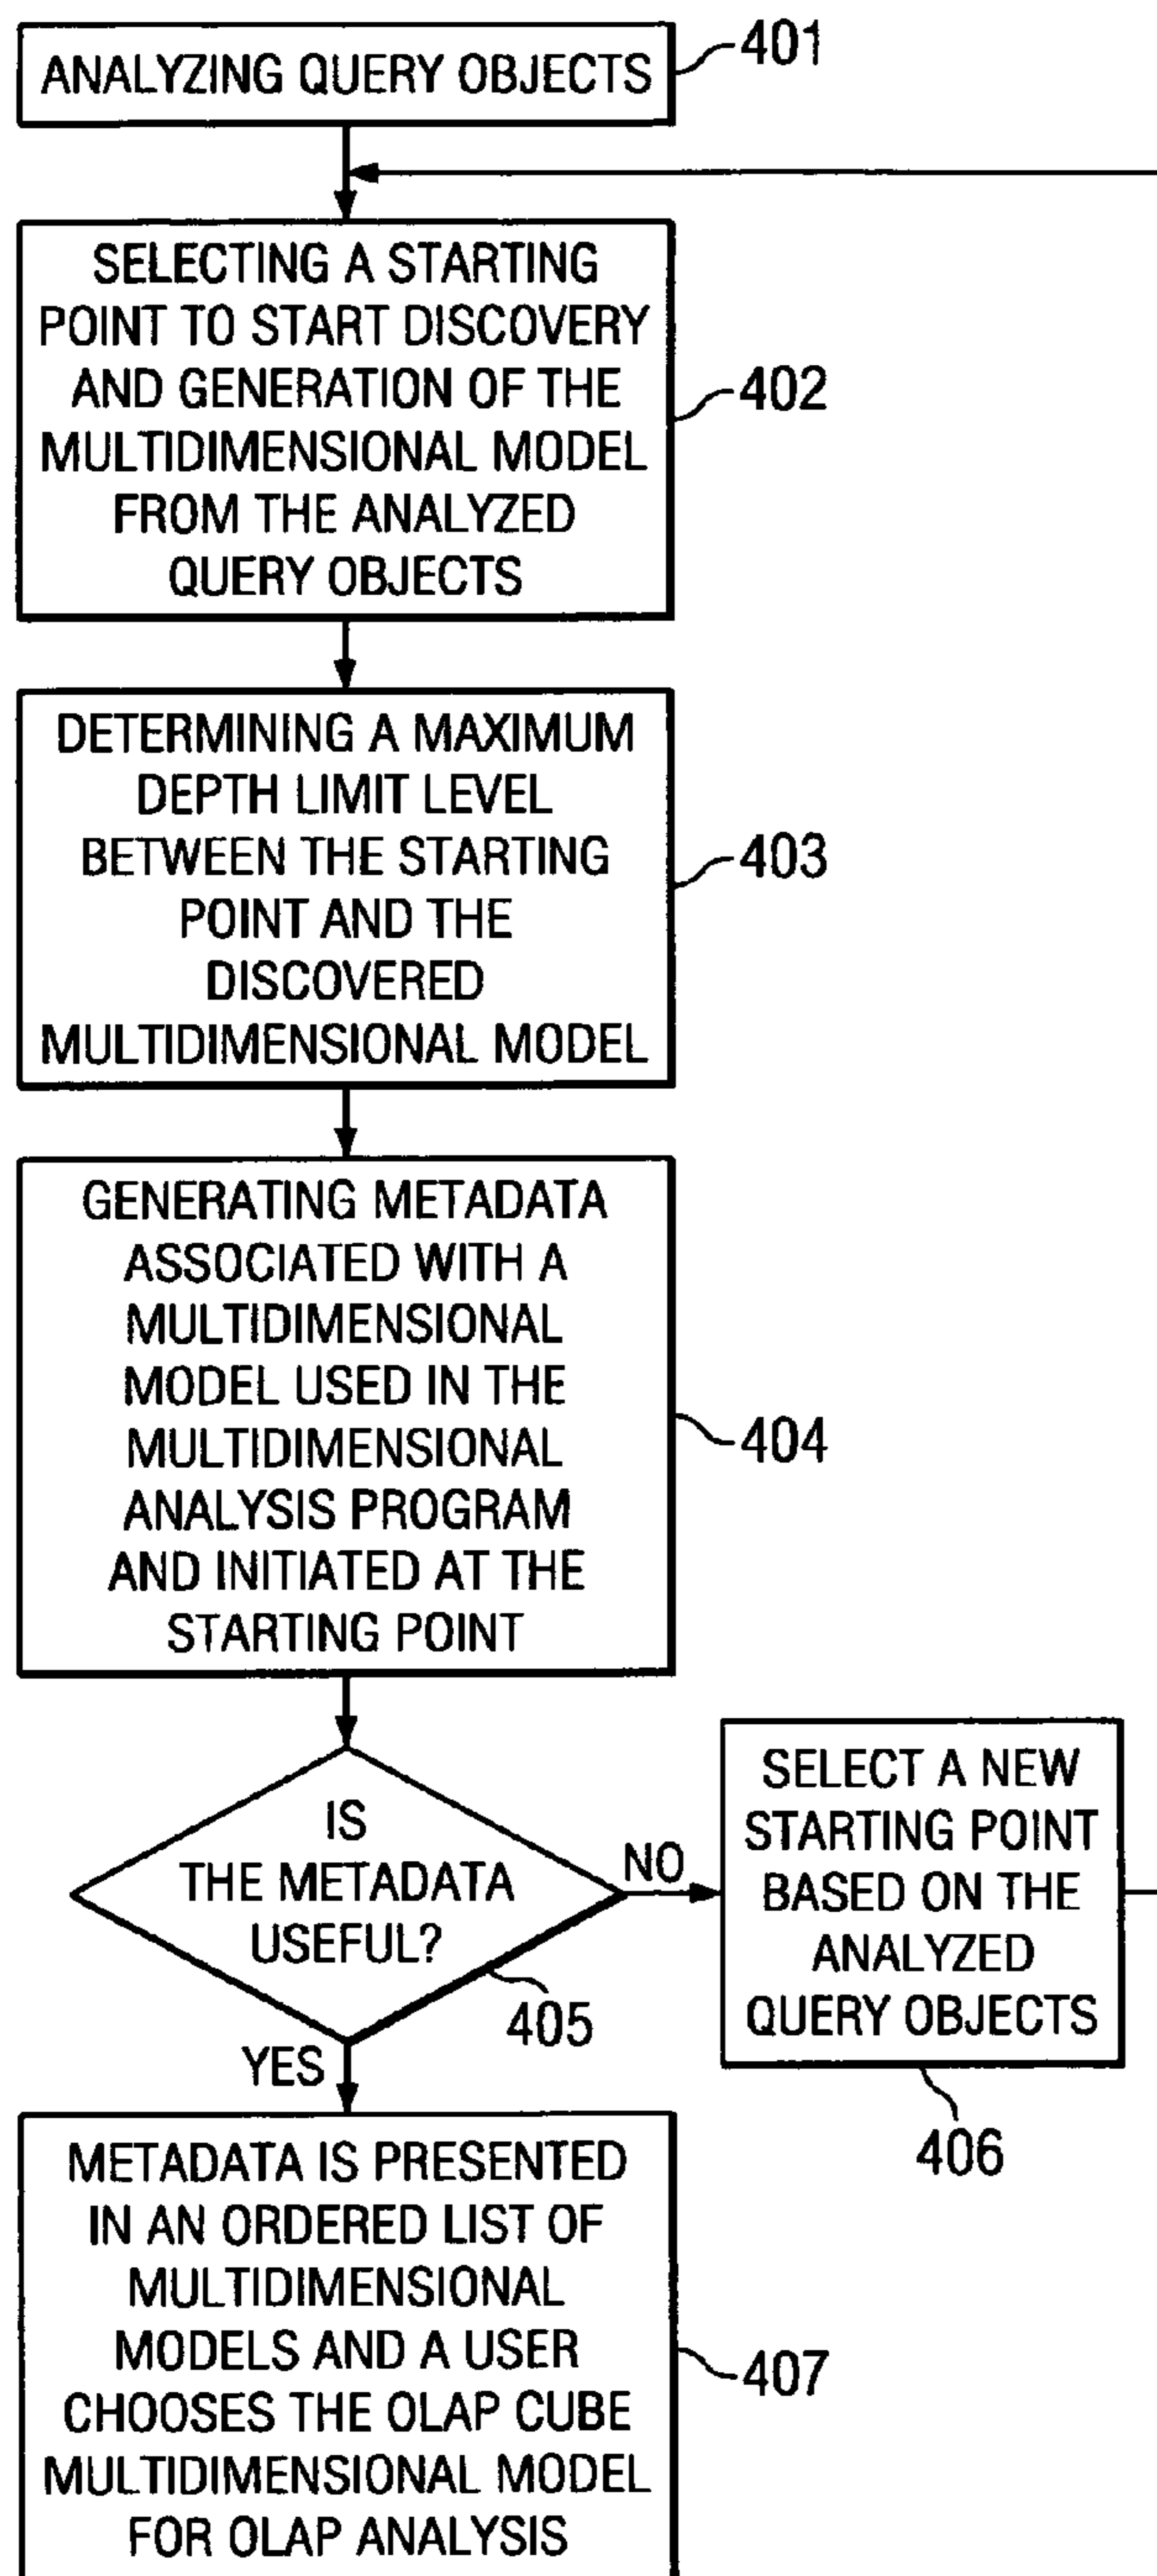 ANALYZING QUERY OBJECTS
401
SELECTING A STARTING
POINT TO START DISCOVERY
AND GENERATION OF THE
MULTIDIMENSIONAL MODEL
FROM THE ANALYZED
QUERY OBJECTS
402
DETERMINING A MAXIMUM
DEPTH LIMIT LEVEL
BETWEEN THE STARTING
POINT AND THE
DISCOVERED
MULTIDIMENSIONAL MODEL
403
GENERATING METADATA
ASSOCIATED WITH A
MULTIDIMENSIONAL
MODEL USED IN THE
MULTIDIMENSIONAL
ANALYSIS PROGRAM
AND INITIATED AT THE
STARTING POINT
404
IS
THE METADATA
USEFUL?
405
NO
SELECT A NEW
STARTING POINT
BASED ON THE
ANALYZED
QUERY OBJECTS
406
YES
METADATA IS PRESENTED
IN AN ORDERED LIST OF
MULTIDIMENSIONAL
MODELS AND A USER
CHOOSES THE OLAP CUBE
MULTIDIMENSIONAL MODEL
FOR OLAP ANALYSIS
407